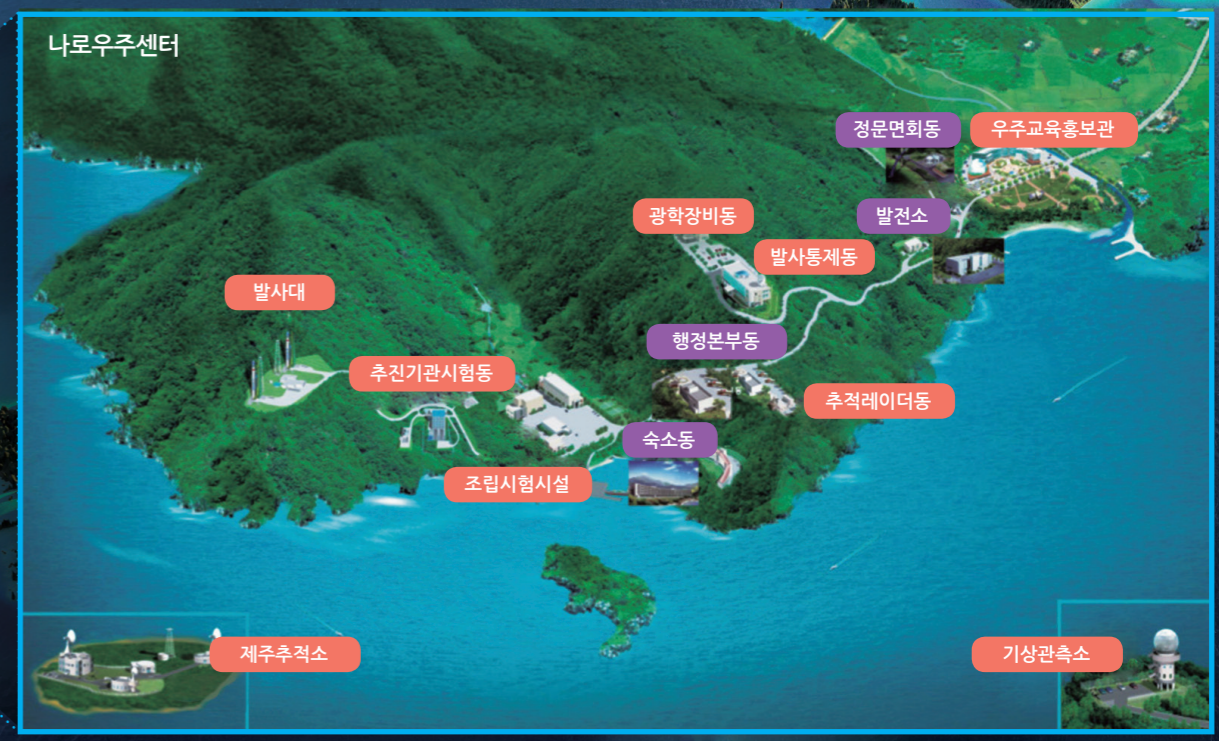 나로우주센터
정문면회동
우주교육홍보관
광학장비동
발전소
발사통제동
발사대
행정본부동
추진기관시험동
추적레이더동
숙소동
조립시험시설
제주추적소
기상관측소